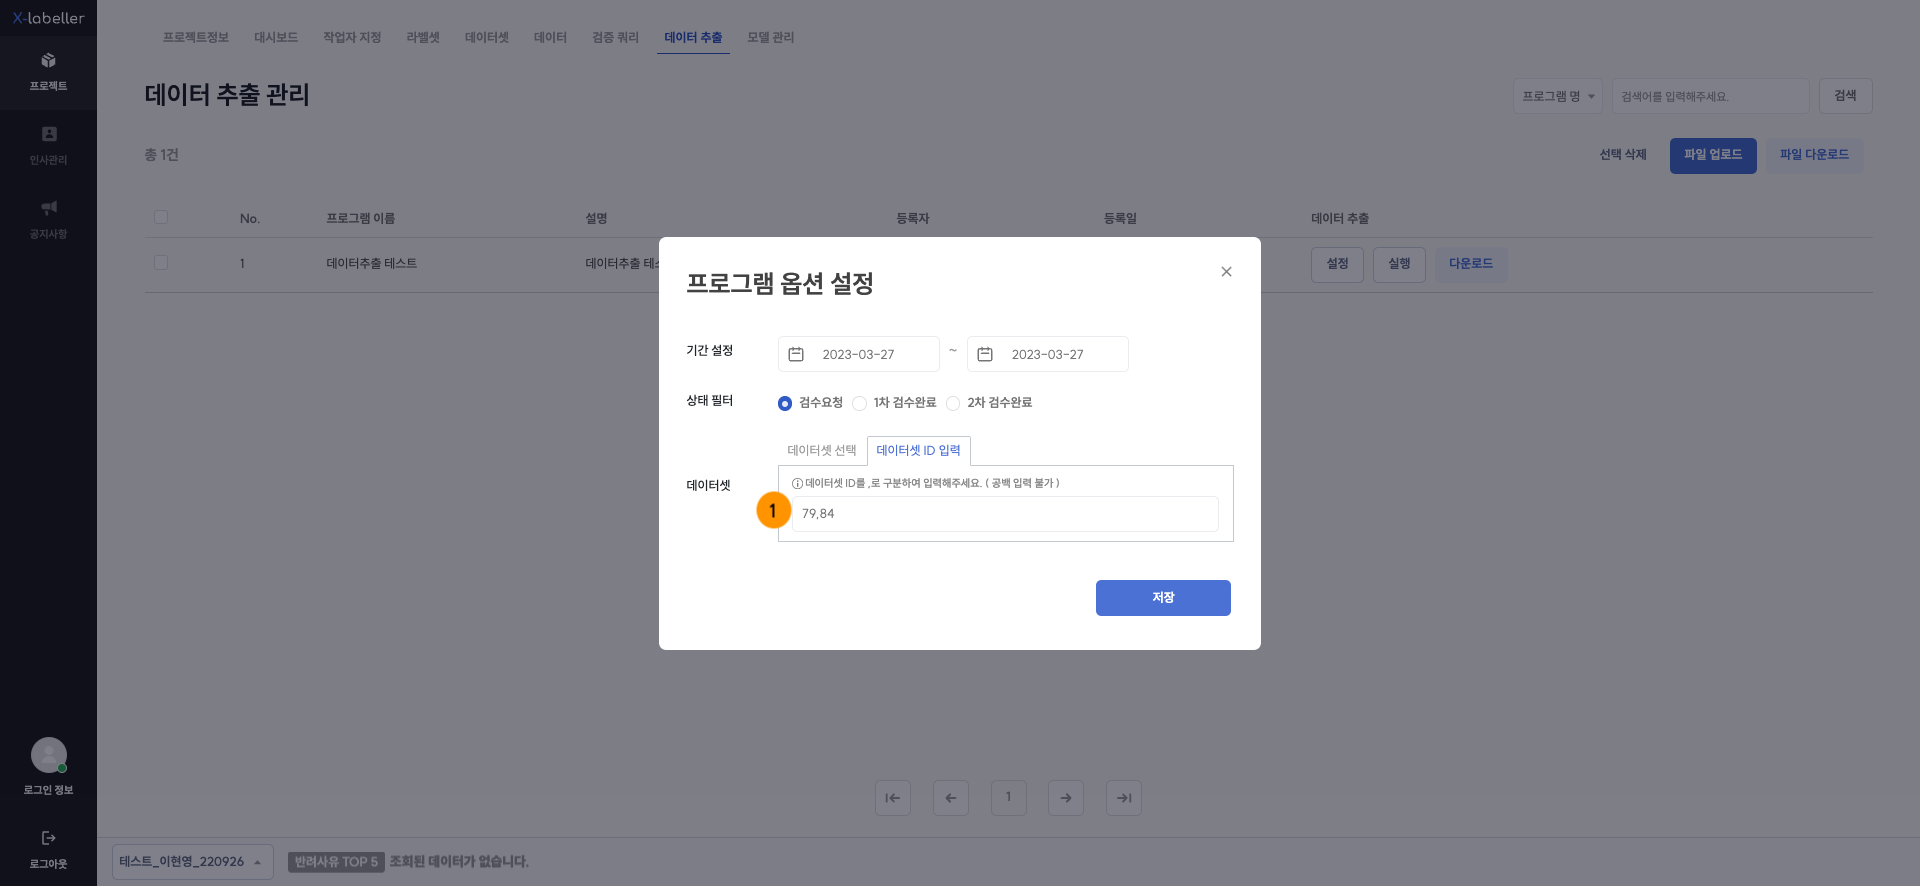 X-labeller
프로젝트
인사관리
공지사항
로그인 정보
로그아웃
프로젝트정보 대시보드 작업자 지정 라벨셋 데이터셋 데이터 검증 쿼리 데이터 추출 모델 관리
데이터 추출 관리
프로그램 명 검색어를 입력해주세요. 검색
총 1건
선택 삭제 파일 업로드 파일 다운로드
No. 프로그램 이름 설명 등록자 등록일 데이터 추출
1 데이터추출 테스트 데이터추출 테스 설정 실행 다운로드
프로그램 옵션 설정
기간 설정 2023-03-27 ~ 2023-03-27
상태 필터 검수요청 1차 검수완료 2차 검수완료
데이터셋 선택 데이터셋 ID 입력
데이터셋
데이터셋 ID를 ,로 구분하여 입력해주세요. ( 공백 입력 불가 )
1
79,84
저장
1
테스트_이현영_220926 반려사유 TOP 5 조회된 데이터가 없습니다.